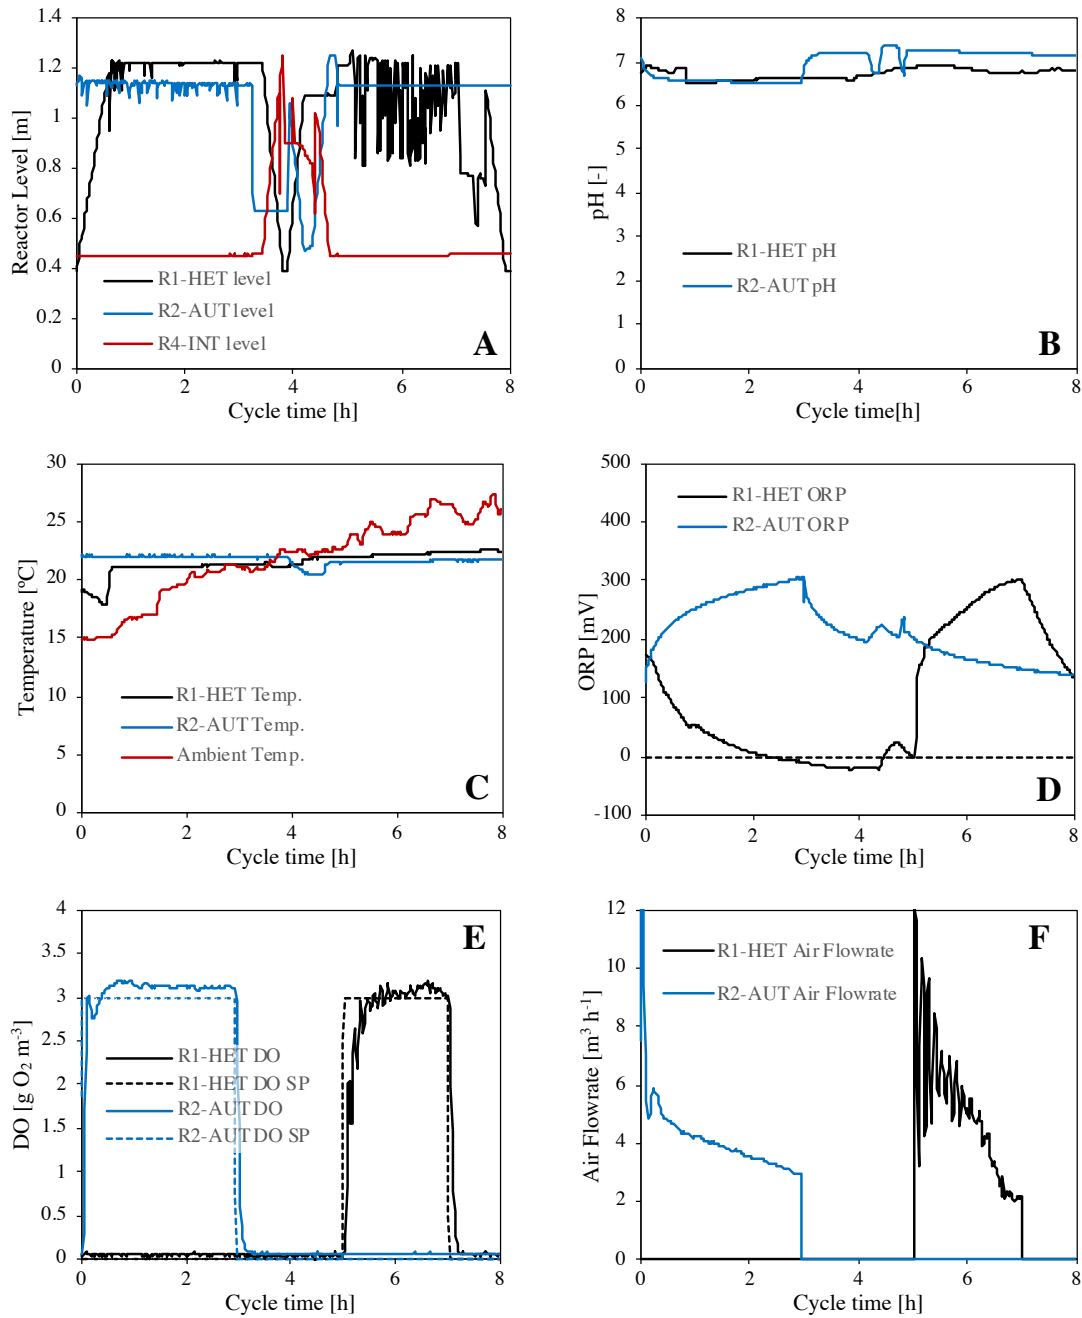 1.4
1.2
1
0.8
0.6
0.4
0.2
0
Reactor Level [m]
R1-HET level
R2-AUT level
R4-INT level
A
0 2 4 6 8
Cycle time [h]
8
7
6
5
4
3
2
1
0
pH [-]
R1-HET pH
R2-AUT pH
B
0 2 4 6 8
Cycle time[h]
30
25
20
15
10
5
0
Temperature [ºC]
R1-HET Temp.
R2-AUT Temp.
Ambient Temp.
C
0 2 4 6 8
Cycle time [h]
500
400
300
200
100
0
-100
ORP [mV]
R1-HET ORP
R2-AUT ORP
D
0 2 4 6 8
Cycle time [h]
4
3.5
3
2.5
2
1.5
1
0.5
0
DO [g O₂ m⁻³]
E
R1-HET DO
R1-HET DO SP
R2-AUT DO
R2-AUT DO SP
0 2 4 6 8
Cycle time [h]
12
10
8
6
4
2
0
Air Flowrate [m³ h⁻¹]
F
R1-HET Air Flowrate
R2-AUT Air Flowrate
0 2 4 6 8
Cycle time [h]